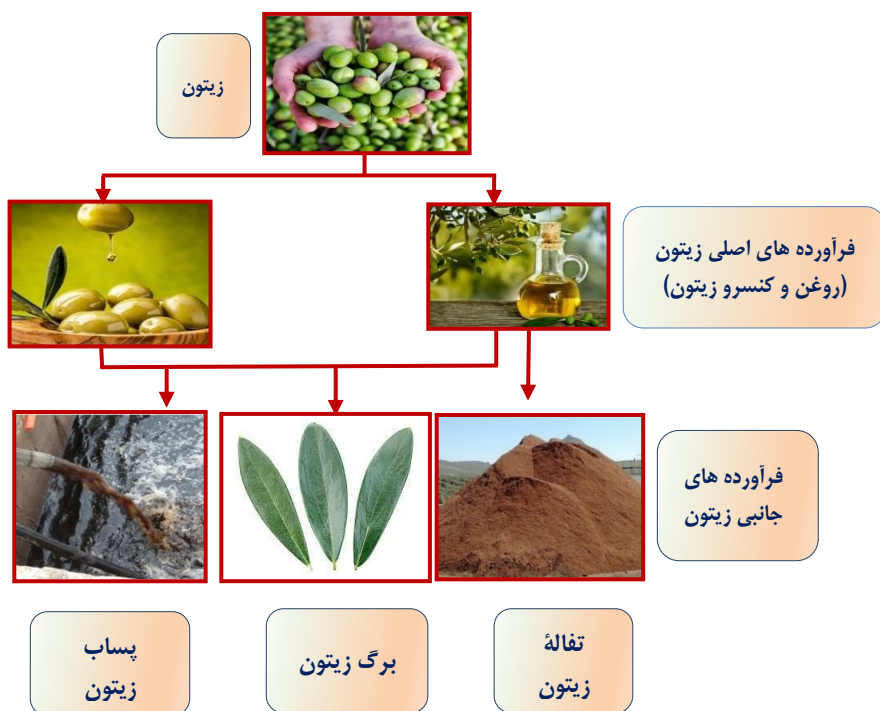 زیتون
فرآورده های اصلی زیتون
(روغن و کنسرو زیتون)
فرآورده های
جانبی زیتون
تفالهٔ
زیتون
برگ زیتون
پساب
زیتون